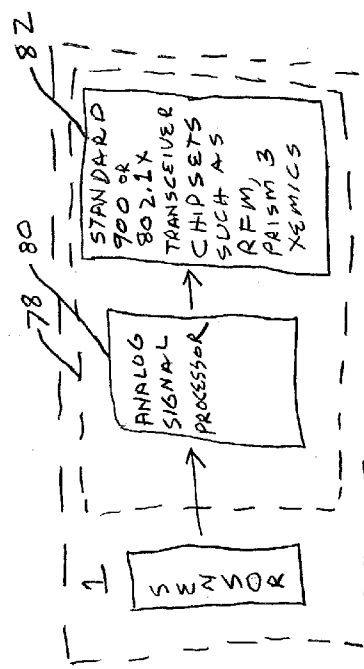 1
SENSOR
78
80
ANALOG
SIGNAL
PROCESSOR
82
STANDARD
900 OR
802.1X
TRANSCEIVER
CHIPSETS
SUCH AS
RFM,
PRISM 3
XEMICS